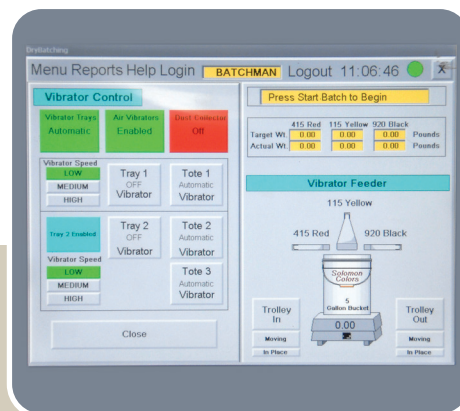 DryBatching
Menu Reports Help Login BATCHMAN Logout 11:06:46 X
Vibrator Control
Vibrator Trays
Automatic
Air Vibrators
Enabled
Dust Collector
Off
Vibrator Speed
LOW
MEDIUM
HIGH
Tray 1
OFF
Vibrator
Tote 1
Automatic
Vibrator
Tray 2 Enabled
Vibrator Speed
LOW
MEDIUM
HIGH
Tray 2
OFF
Vibrator
Tote 2
Automatic
Vibrator
Tote 3
Automatic
Vibrator
Close
Press Start Batch to Begin
415 Red 115 Yellow 920 Black
Target Wt. 0.00 0.00 0.00 Pounds
Actual Wt. 0.00 0.00 0.00 Pounds
Vibrator Feeder
115 Yellow
415 Red 920 Black
Solomon
Colors
5
Gallon Bucket
0.00
Trolley
In
Moving
In Place
Trolley
Out
Moving
In Place